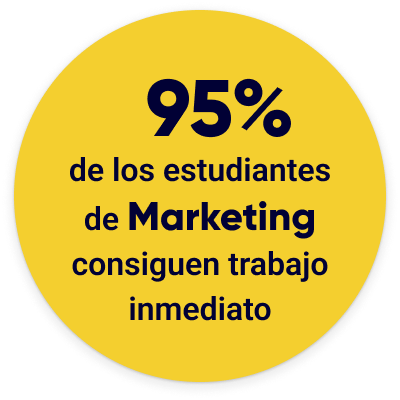 95%
de los estudiantes
de Marketing
consiguen trabajo
inmediato